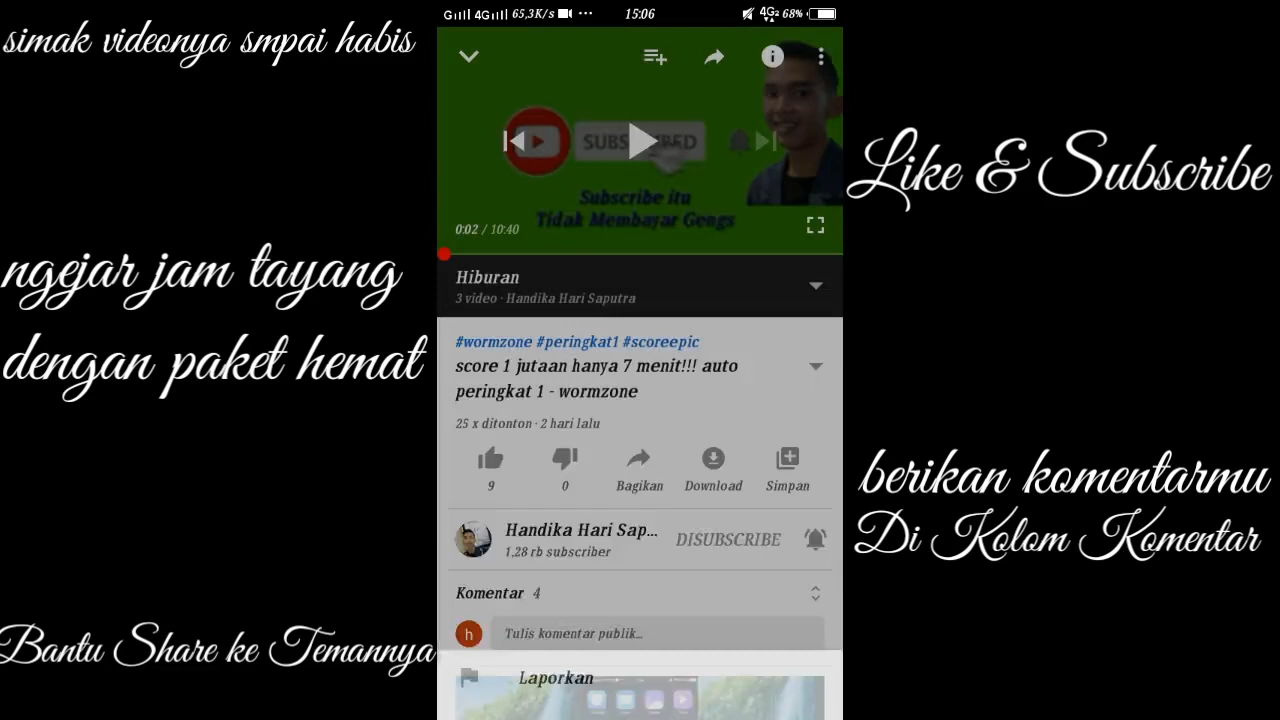 simak videonya smpai habis
ngejar jam tayang
dengan paket hemat
Bantu Share ke Temannya
4G 65,3K/s ... 15:06 4G2 68%
SUBSCRIBED
Subscribe itu
Tidak Membayar Gengs
0:02 / 10:40
Hiburan
3 video · Handika Hari Saputra
#wormzone #peringkat1 #scoreepic
score 1 jutaan hanya 7 menit!!! auto
peringkat 1 - wormzone
25 x ditonton · 2 hari lalu
9 0 Bagikan Download Simpan
Handika Hari Sap... DISUBSCRIBE
1,28 rb subscriber
Komentar 4
h Tulis komentar publik...
Laporkan
Like & Subscribe
berikan komentarmu
Di Kolom Komentar